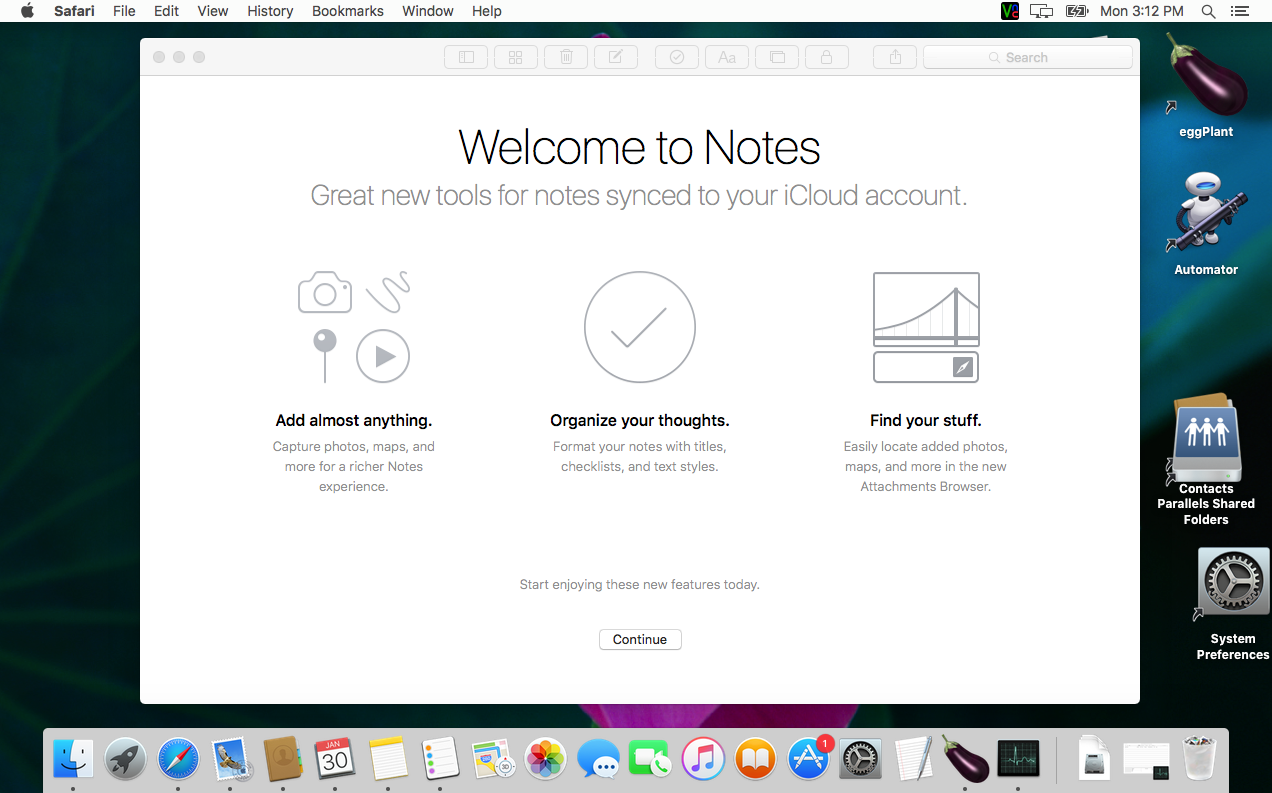 Safari File Edit View History Bookmarks Window Help Mon 3:12 PM
Aa Search
Welcome to Notes
Great new tools for notes synced to your iCloud account.
Add almost anything.
Capture photos, maps, and
more for a richer Notes
experience.
Organize your thoughts.
Format your notes with titles,
checklists, and text styles.
Find your stuff.
Easily locate added photos,
maps, and more in the new
Attachments Browser.
Start enjoying these new features today.
Continue
eggPlant
Automator
Contacts
Parallels Shared
Folders
System
Preferences
JAN
30
3D
1